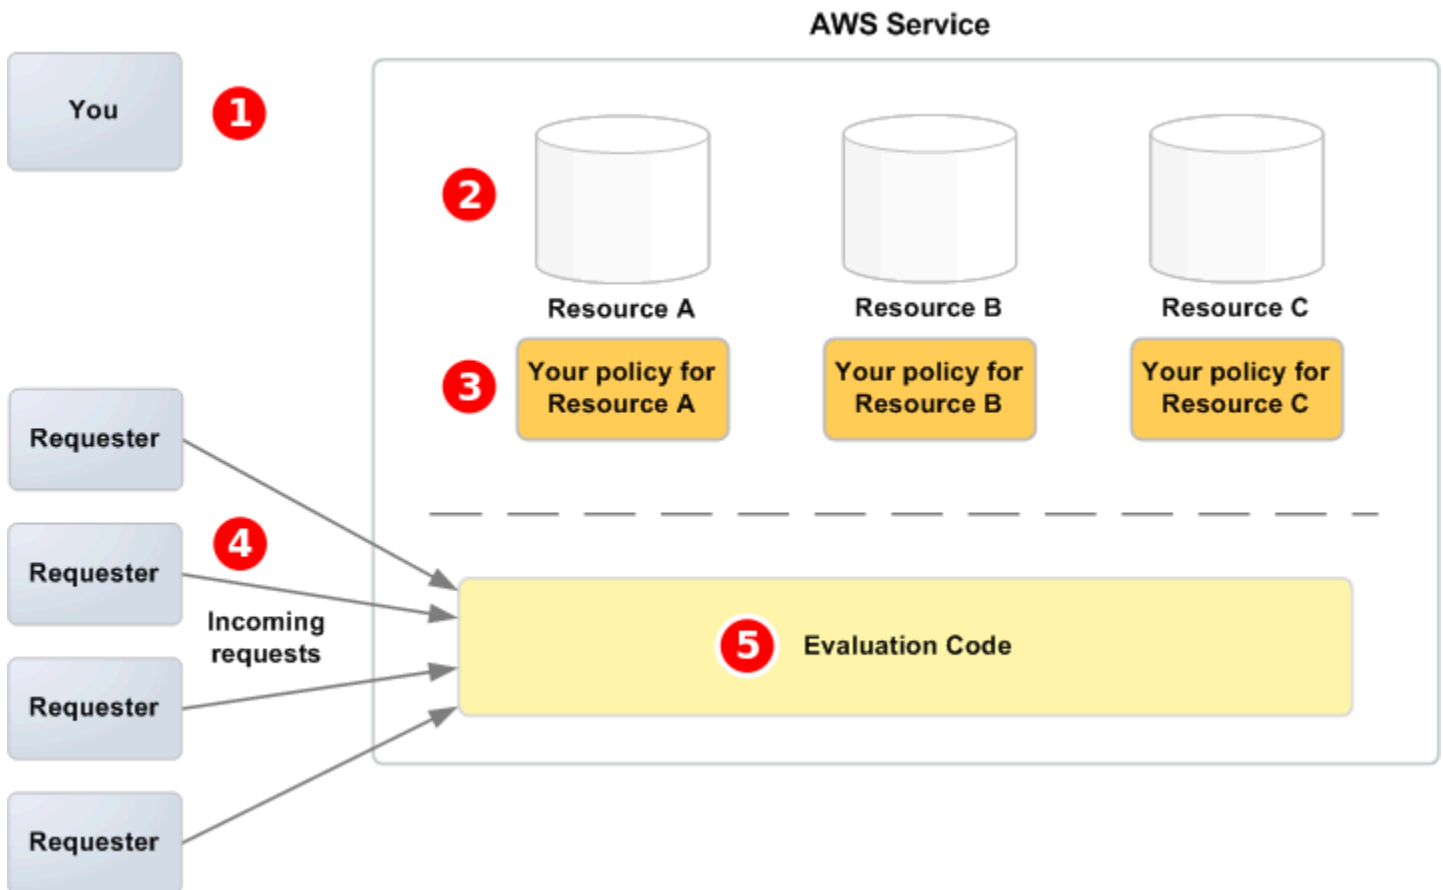 AWS Service
You
1
2
Resource A
Resource B
Resource C
3
Your policy for
Resource A
Your policy for
Resource B
Your policy for
Resource C
Requester
4
Requester
Incoming
requests
5
Evaluation Code
Requester
Requester